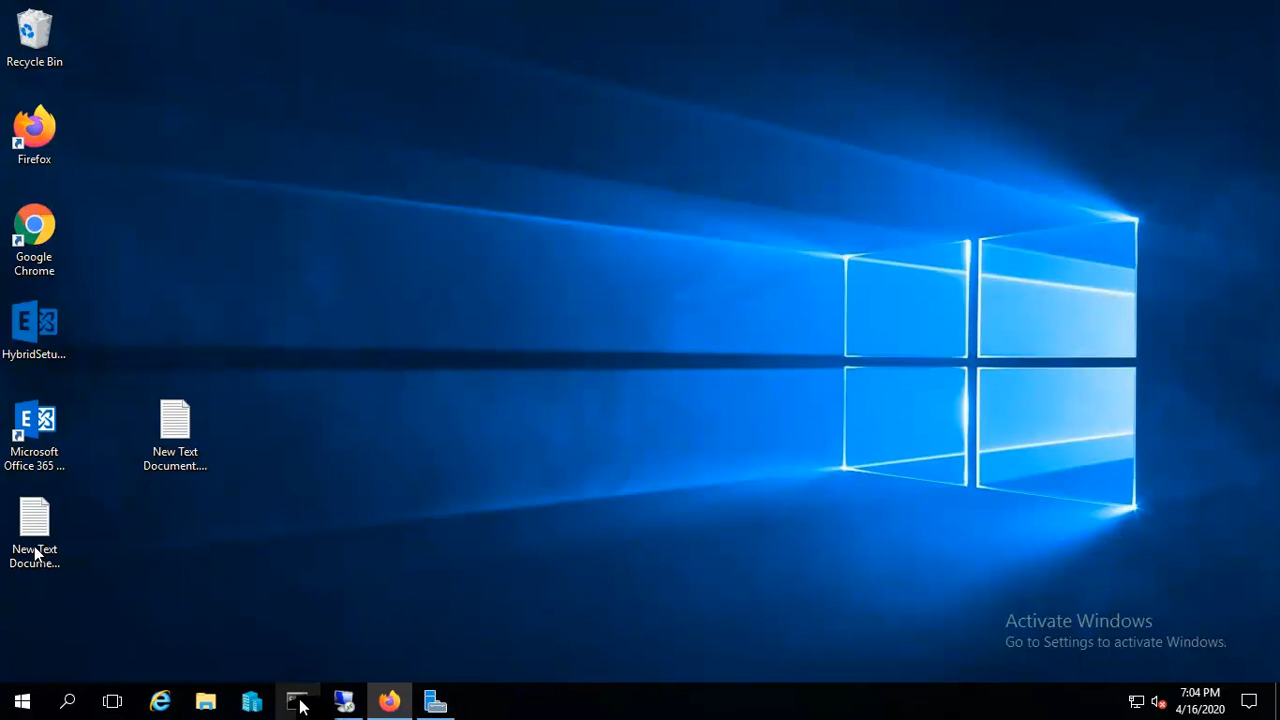 Recycle Bin
Firefox
Google
Chrome
HybridSetu...
Microsoft
Office 365 ...
New Text
Document....
New Text
Docume...
Activate Windows
Go to Settings to activate Windows.
7:04 PM
4/16/2020